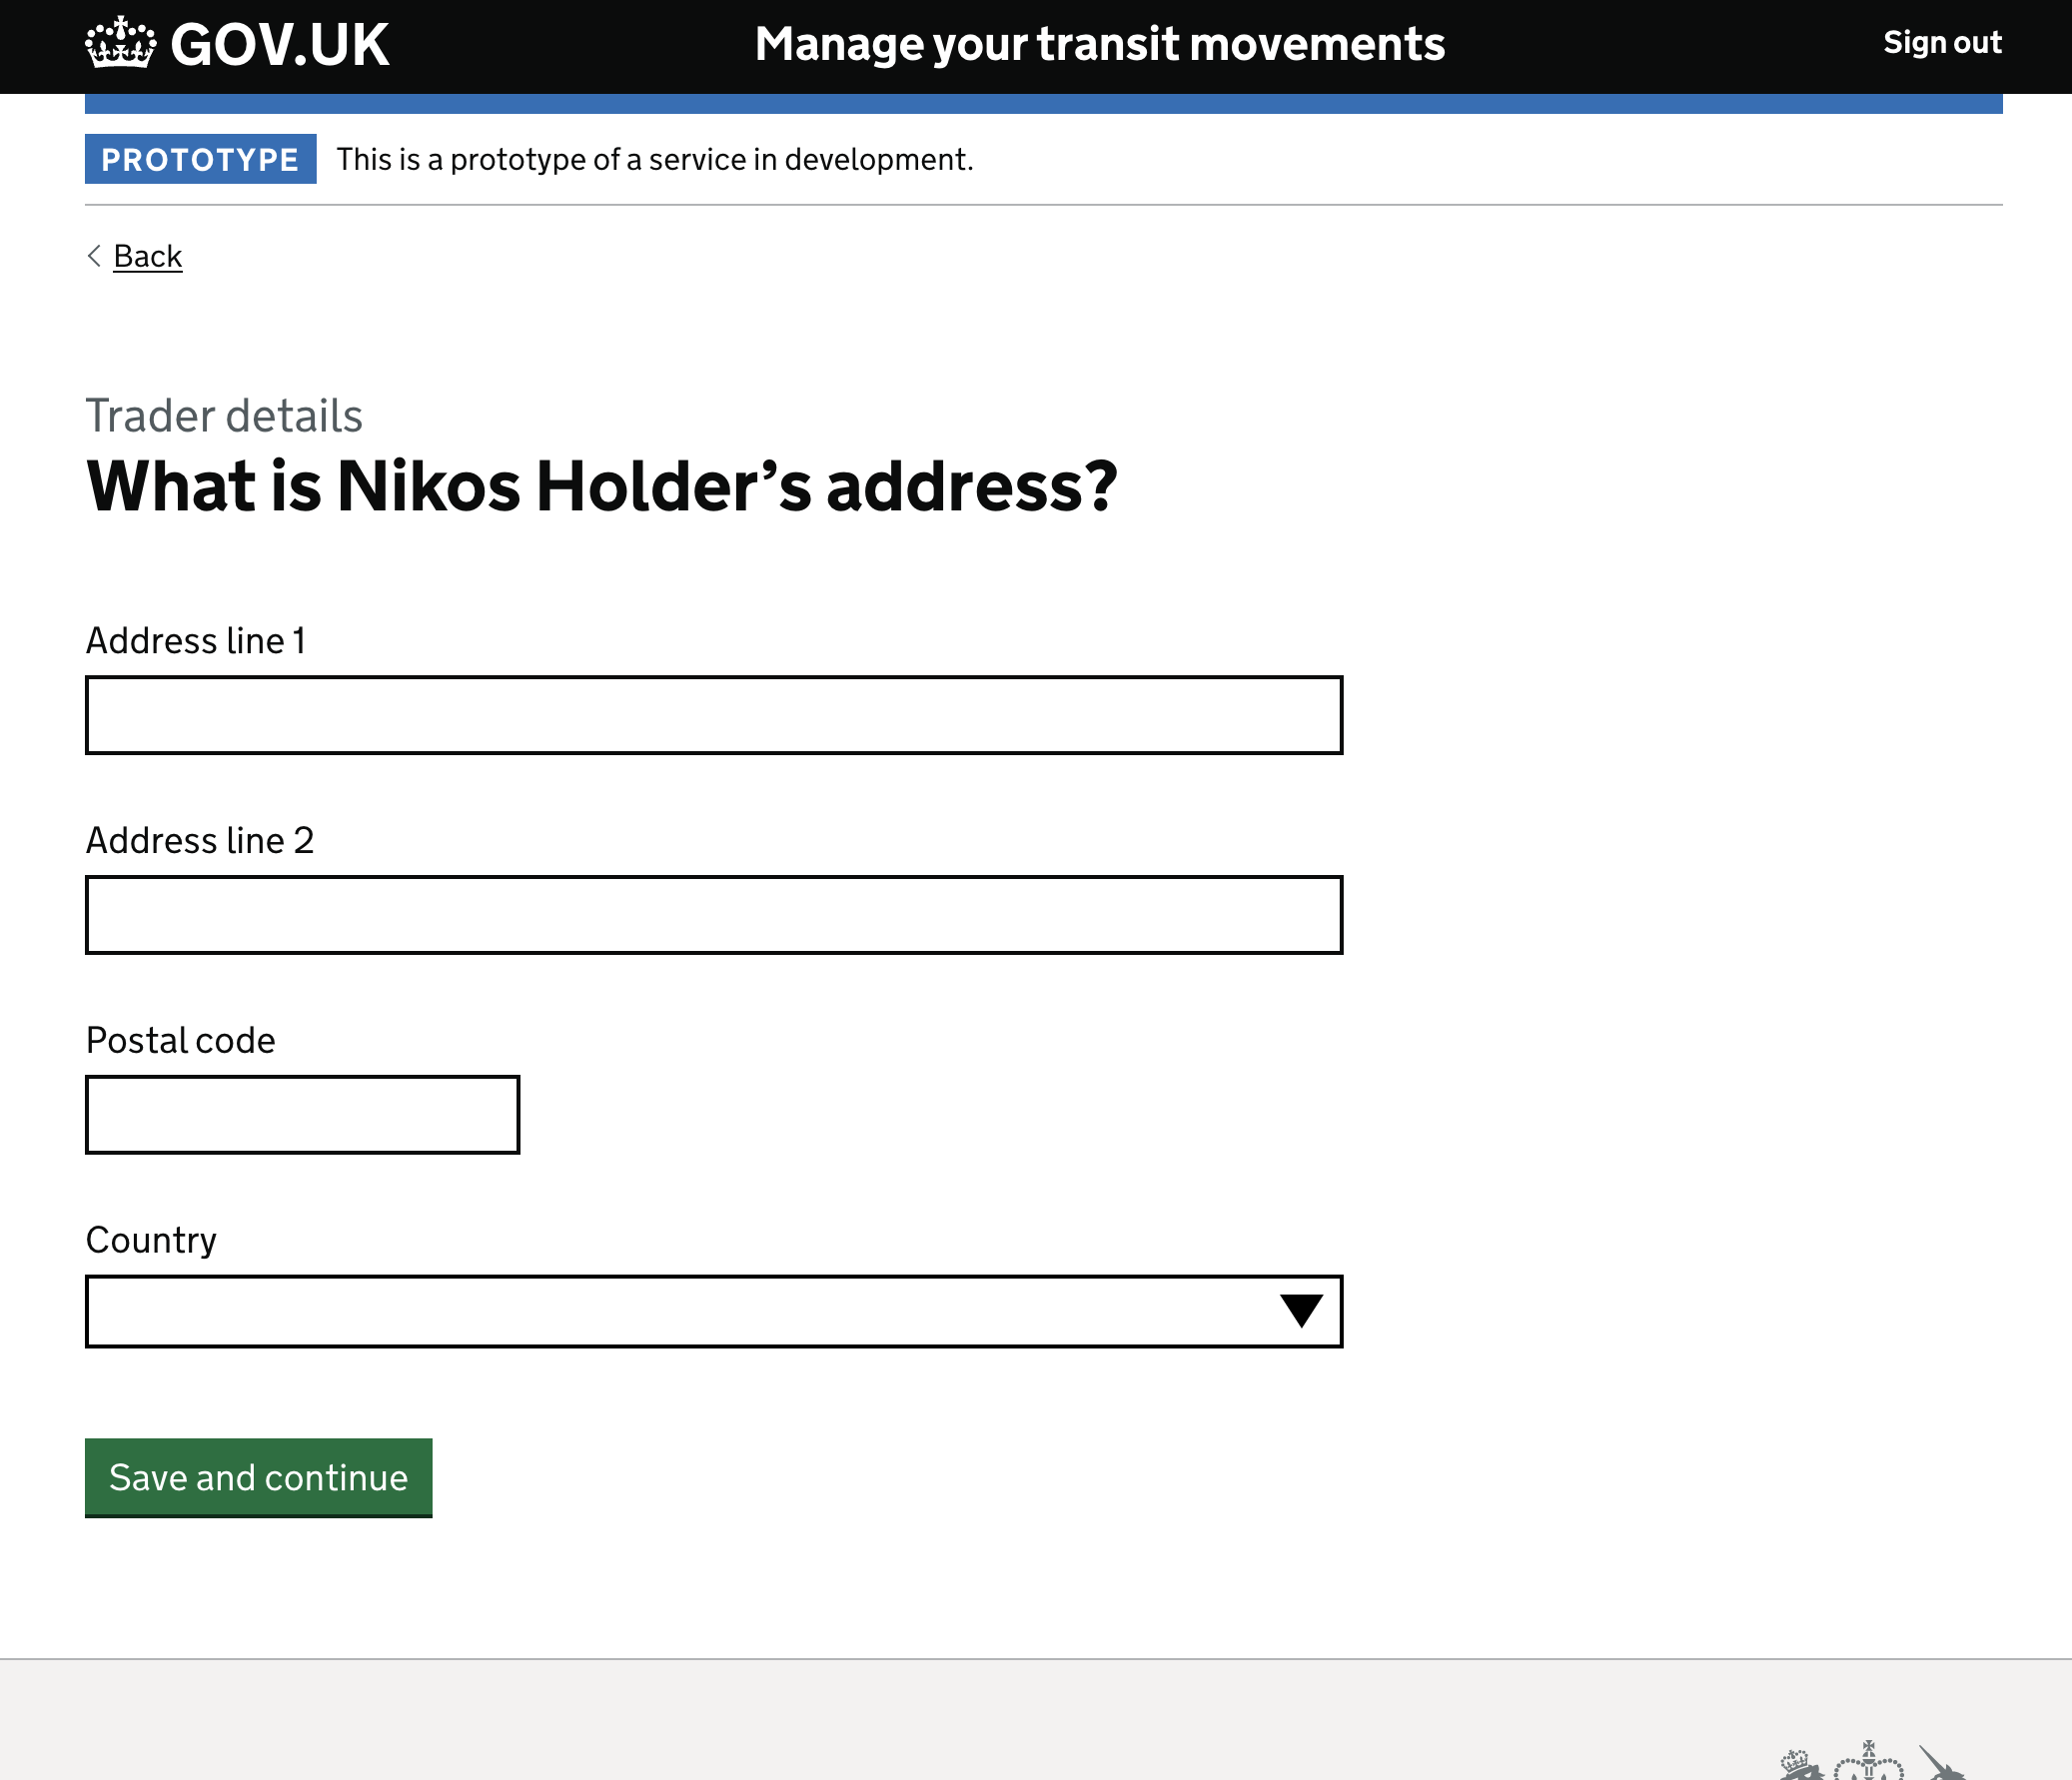 GOV.UK
Manage your transit movements
Sign out
PROTOTYPE This is a prototype of a service in development.
Back
Trader details
What is Nikos Holder’s address?
Address line 1
Address line 2
Postal code
Country
Save and continue